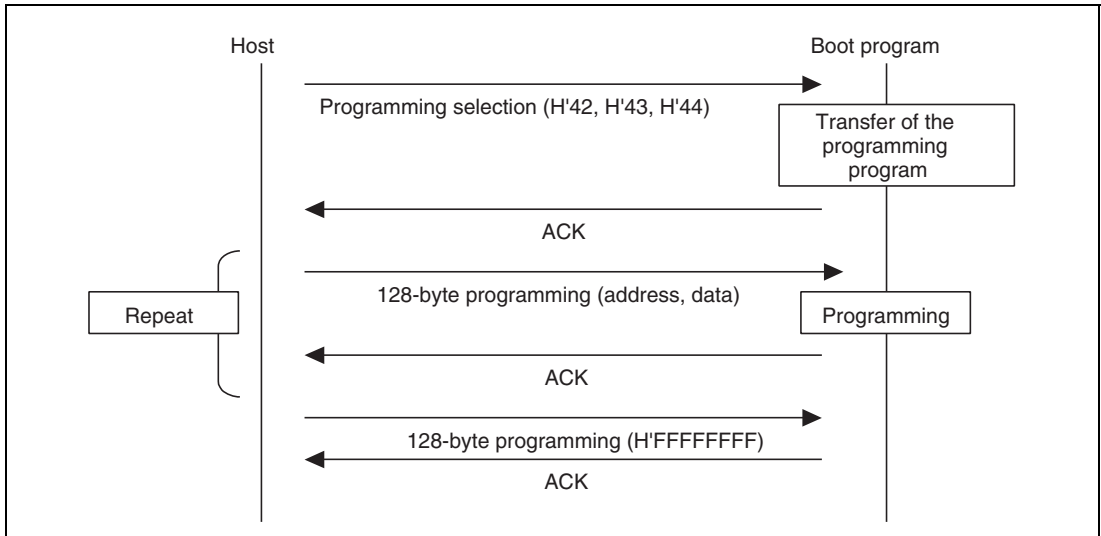 Host
Boot program
Programming selection (H'42, H'43, H'44)
Transfer of the
programming
program
ACK
128-byte programming (address, data)
Repeat
Programming
ACK
128-byte programming (H'FFFFFFFF)
ACK